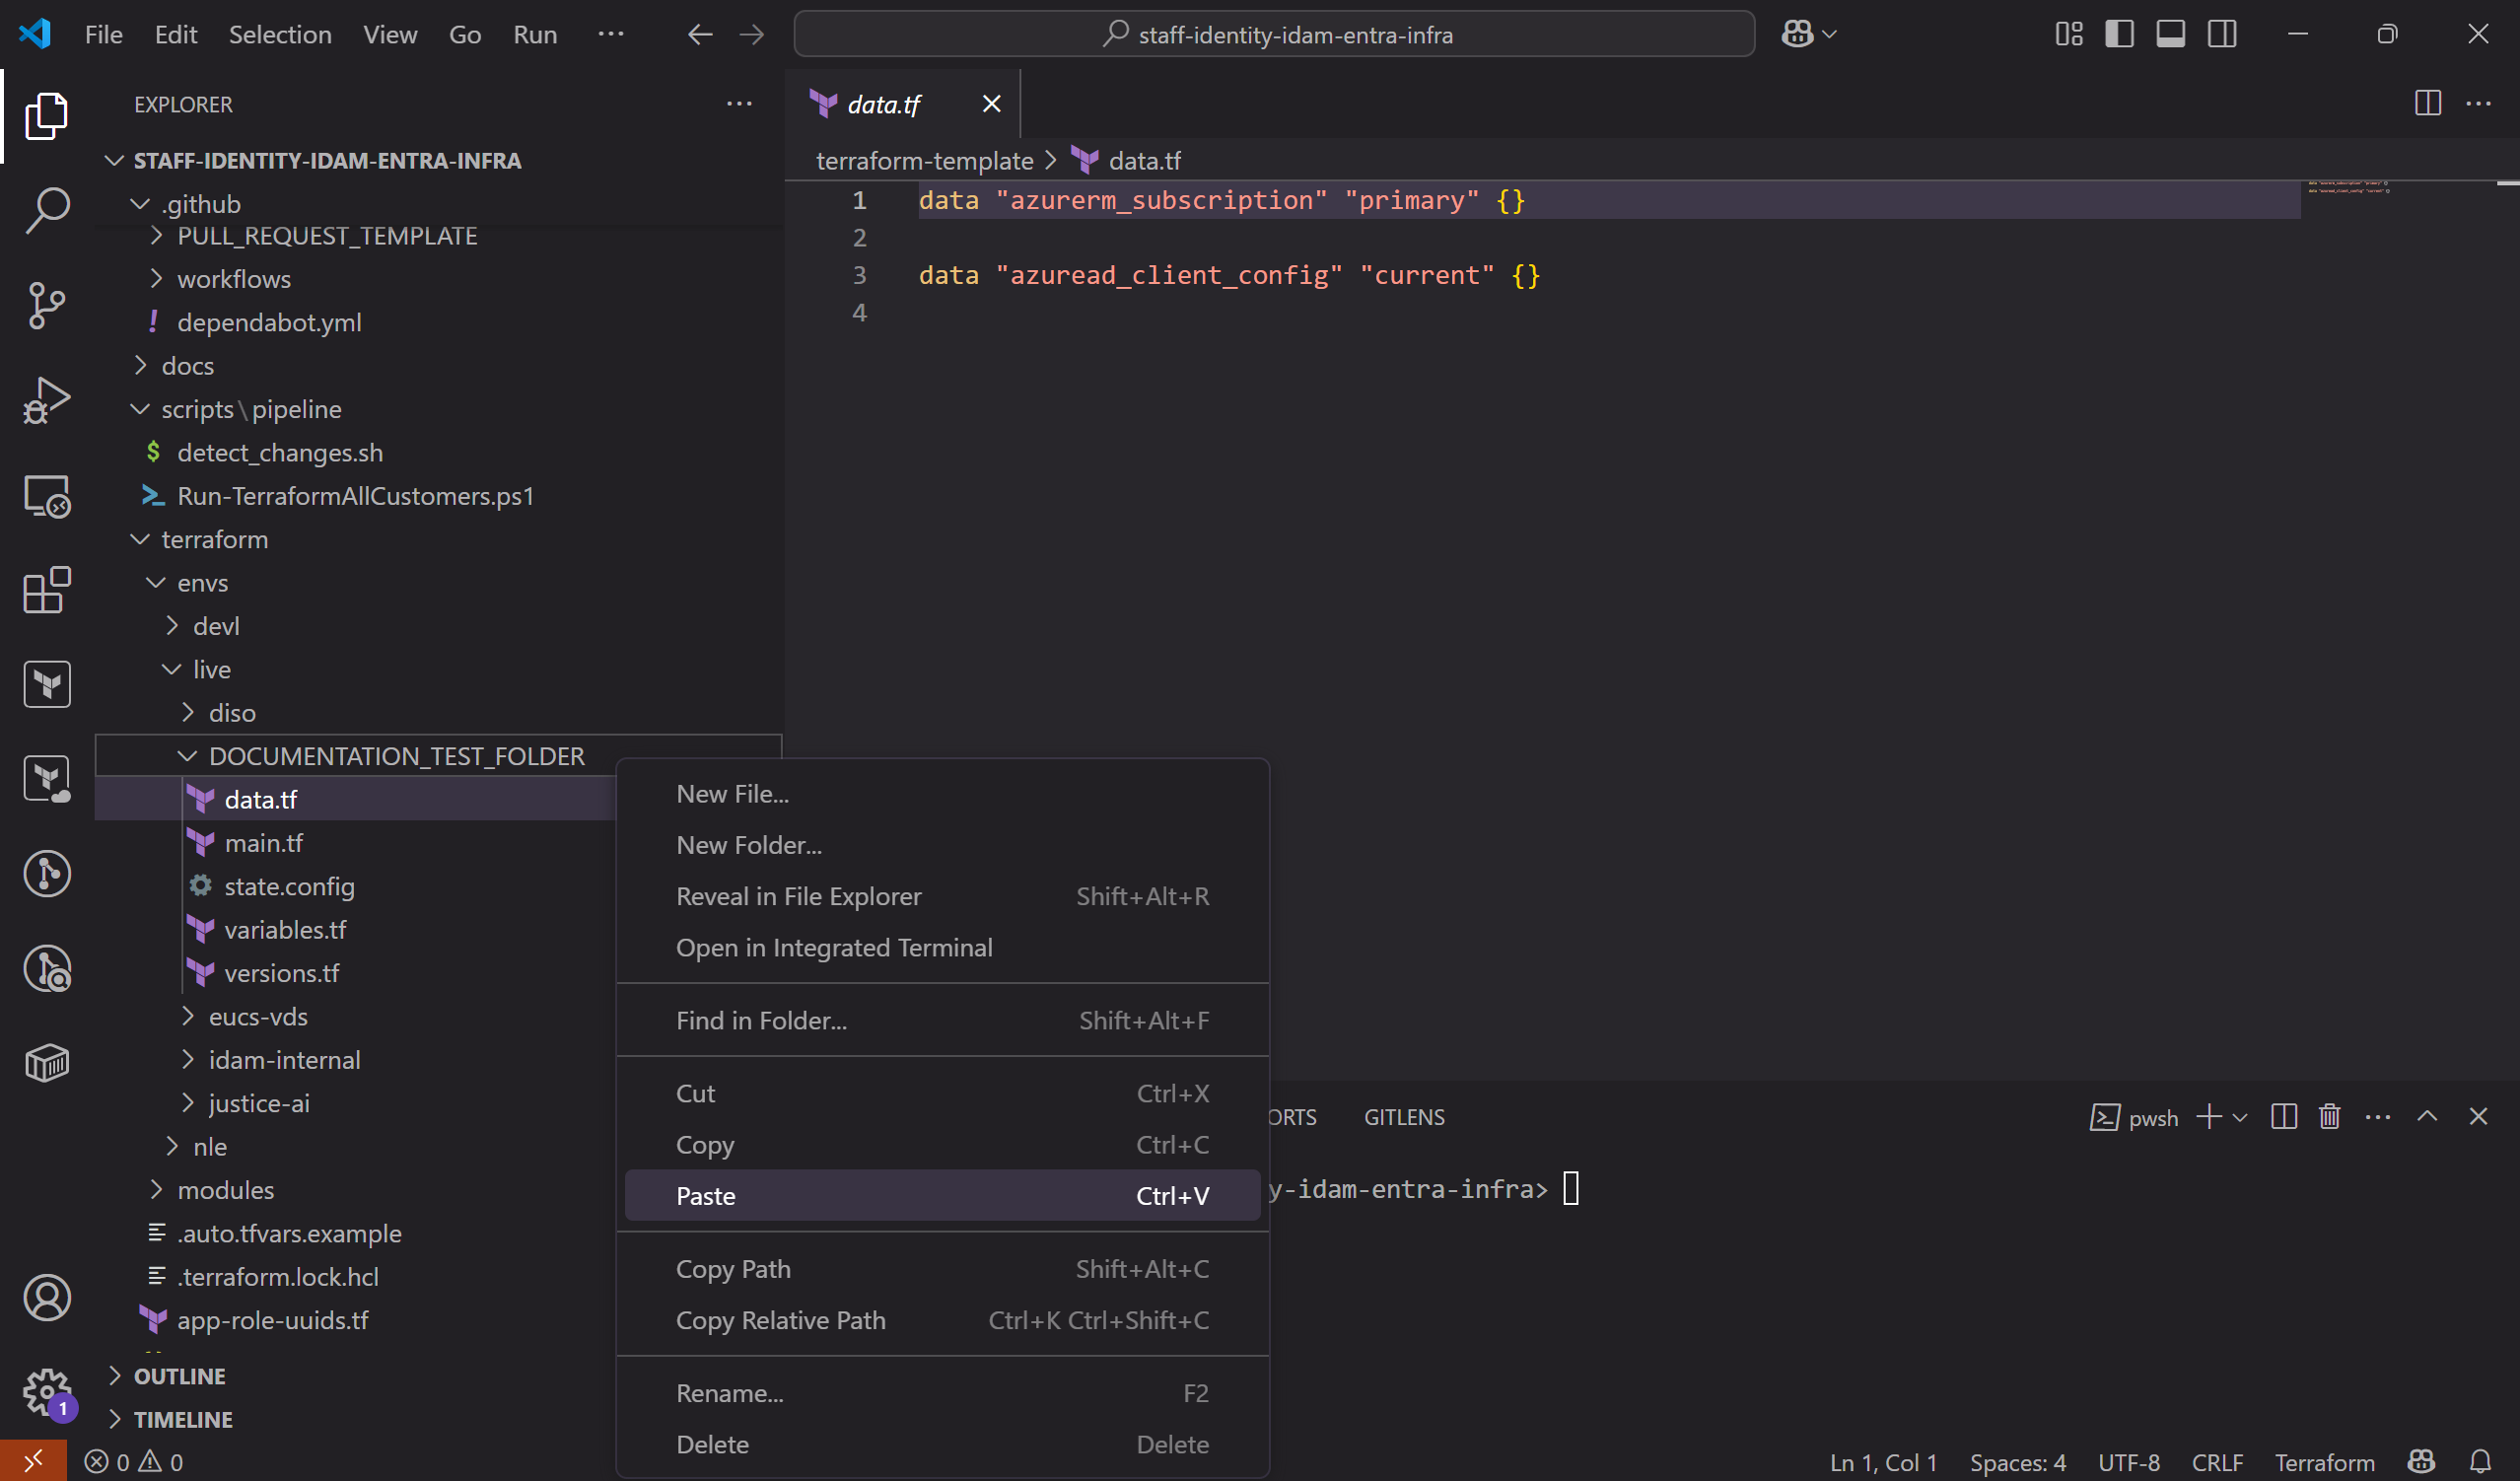 File Edit Selection View Go Run ···
staff-identity-idam-entra-infra
EXPLORER
STAFF-IDENTITY-IDAM-ENTRA-INFRA
.github
PULL_REQUEST_TEMPLATE
workflows
! dependabot.yml
docs
scripts\pipeline
$ detect_changes.sh
Run-TerraformAllCustomers.ps1
terraform
envs
devl
live
diso
DOCUMENTATION_TEST_FOLDER
data.tf
main.tf
state.config
variables.tf
versions.tf
eucs-vds
idam-internal
justice-ai
nle
modules
.auto.tfvars.example
.terraform.lock.hcl
app-role-uuids.tf
OUTLINE
TIMELINE
1
data.tf
terraform-template > data.tf
1 data "azurerm_subscription" "primary" {}
2
3 data "azuread_client_config" "current" {}
4
New File...
New Folder...
Reveal in File Explorer Shift+Alt+R
Open in Integrated Terminal
Find in Folder... Shift+Alt+F
Cut Ctrl+X
Copy Ctrl+C
Paste Ctrl+V
Copy Path Shift+Alt+C
Copy Relative Path Ctrl+K Ctrl+Shift+C
Rename... F2
Delete Delete
ORTS GITLENS
pwsh
y-idam-entra-infra>
0 0
Ln 1, Col 1 Spaces: 4 UTF-8 CRLF Terraform